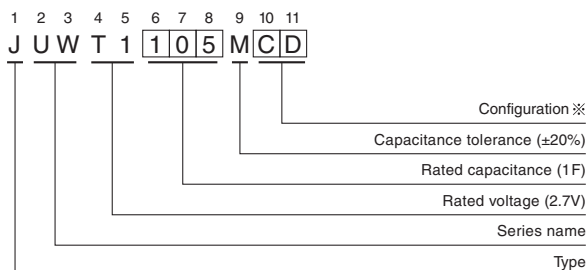 1 2 3 4 5 6 7 8 9 10 11
J U W T 1 1 0 5 M C D
Configuration ※
Capacitance tolerance (±20%)
Rated capacitance (1F)
Rated voltage (2.7V)
Series name
Type